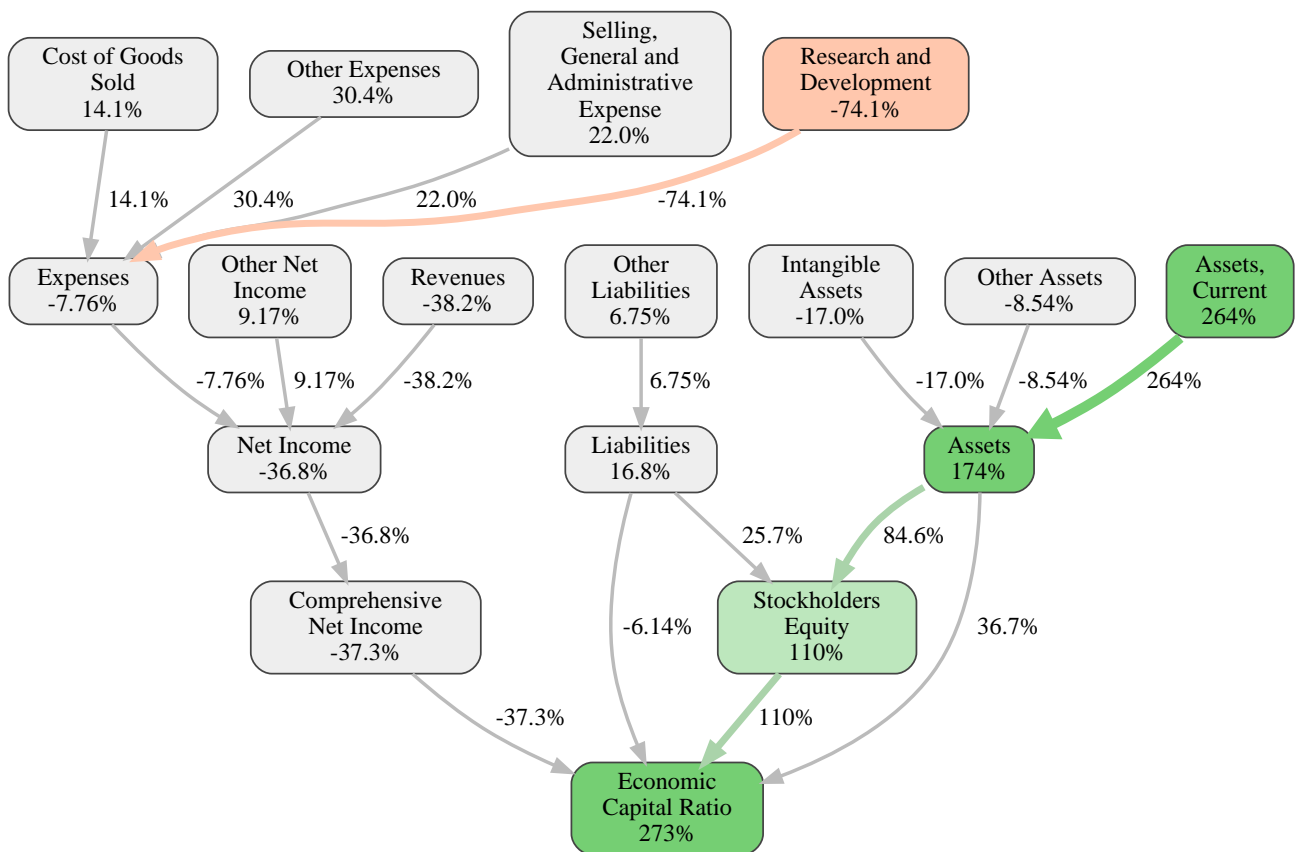 Cost of Goods
Sold
14.1%
Other Expenses
30.4%
Selling,
General and
Administrative
Expense
22.0%
Research and
Development
-74.1%
14.1%
30.4%
22.0%
-74.1%
Expenses
-7.76%
Other Net
Income
9.17%
Revenues
-38.2%
Other
Liabilities
6.75%
Intangible
Assets
-17.0%
Other Assets
-8.54%
Assets,
Current
264%
-7.76%
9.17%
-38.2%
6.75%
-17.0%
-8.54%
264%
Net Income
-36.8%
Liabilities
16.8%
Assets
174%
-36.8%
25.7%
84.6%
Comprehensive
Net Income
-37.3%
-6.14%
Stockholders
Equity
110%
36.7%
-37.3%
110%
Economic
Capital Ratio
273%